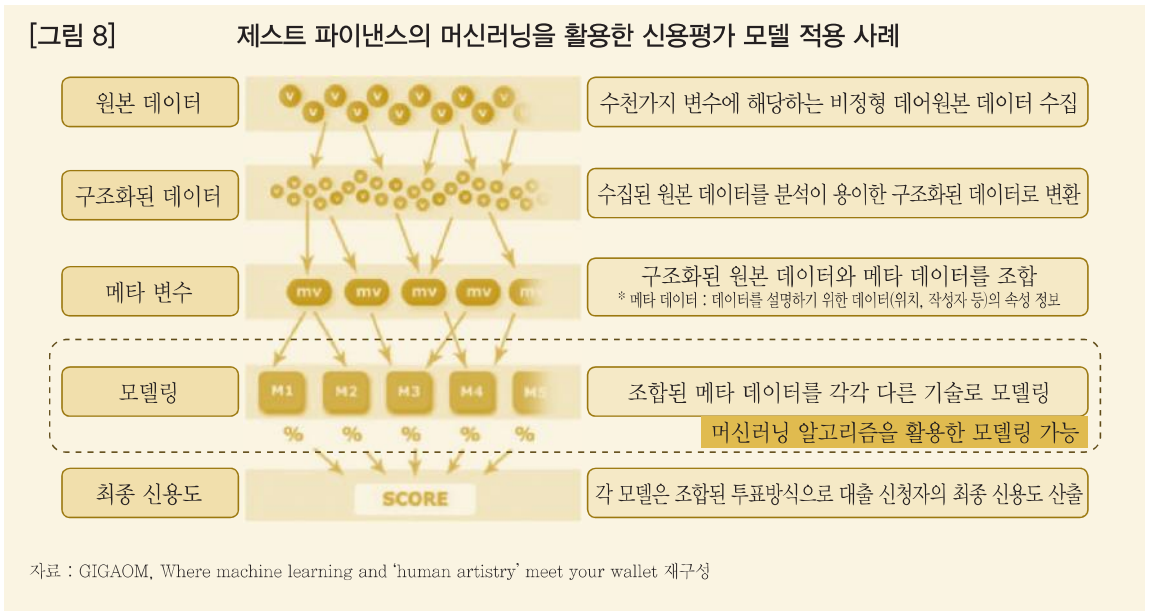 [그림 8] 제스트 파이낸스의 머신러닝을 활용한 신용평가 모델 적용 사례
원본 데이터
V V V V V V V V V V
수천가지 변수에 해당하는 비정형 데어원본 데이터 수집
구조화된 데이터
수집된 원본 데이터를 분석이 용이한 구조화된 데이터로 변환
메타 변수
mv mv mv mv mv
구조화된 원본 데이터와 메타 데이터를 조합
* 메타 데이터 : 데이터를 설명하기 위한 데이터(위치, 작성자 등)의 속성 정보
모델링
M1 M2 M3 M4 M5
조합된 메타 데이터를 각각 다른 기술로 모델링
% % % % %
머신러닝 알고리즘을 활용한 모델링 가능
최종 신용도
SCORE
각 모델은 조합된 투표방식으로 대출 신청자의 최종 신용도 산출
자료 : GIGAOM, Where machine learning and ‘human artistry’ meet your wallet 재구성